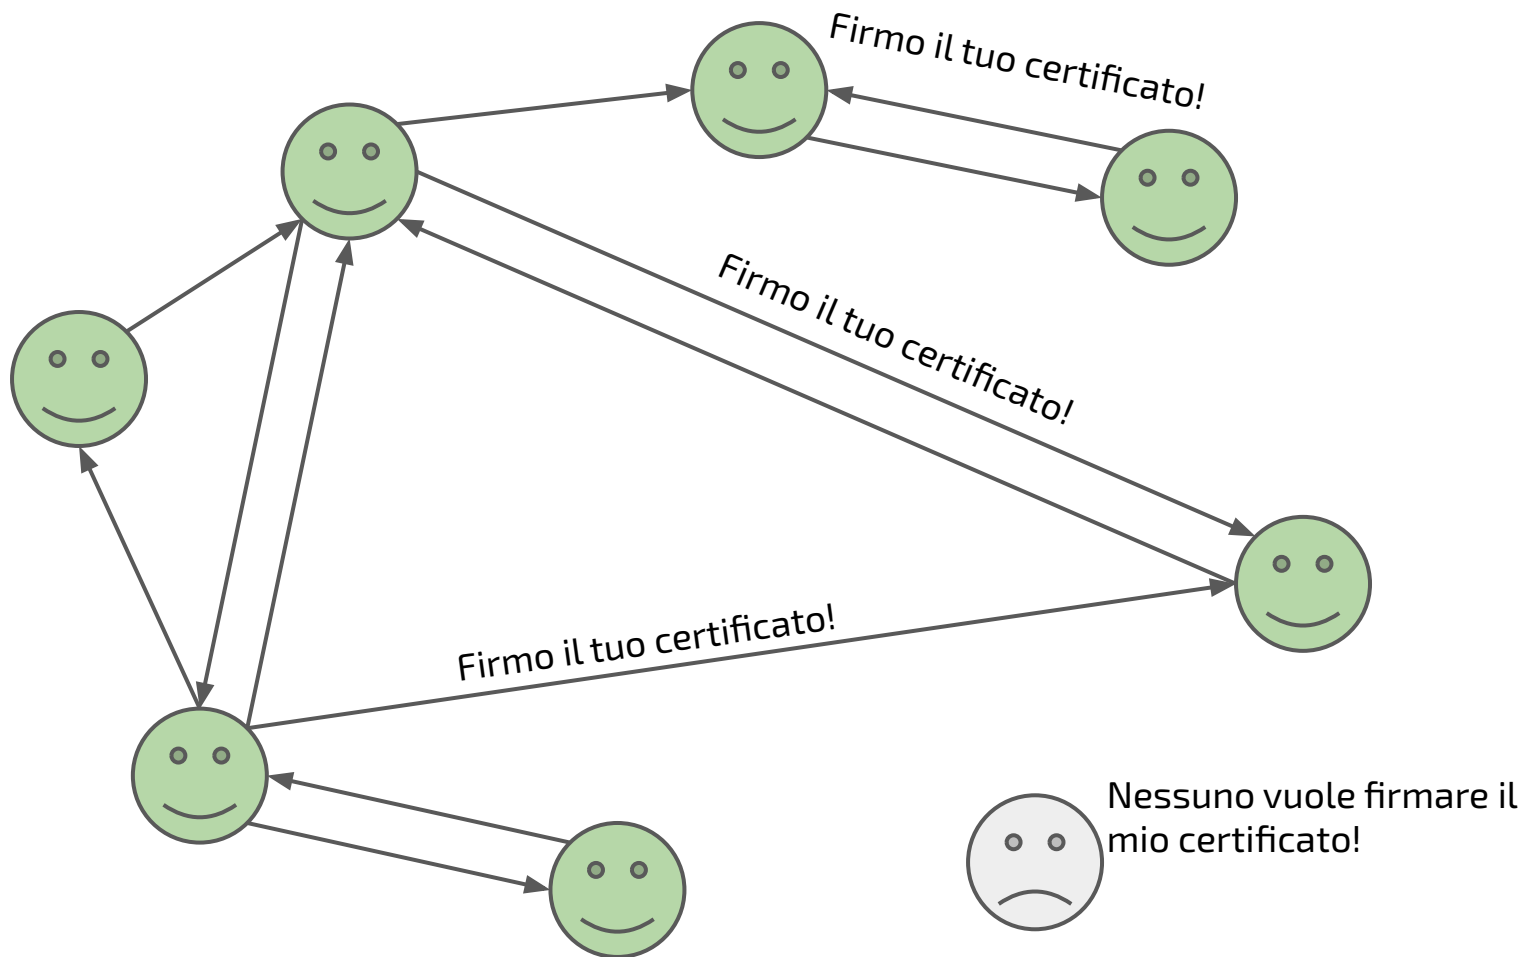 Firmo il tuo certificato!
Firmo il tuo certificato!
Firmo il tuo certificato!
Nessuno vuole firmare il
mio certificato!